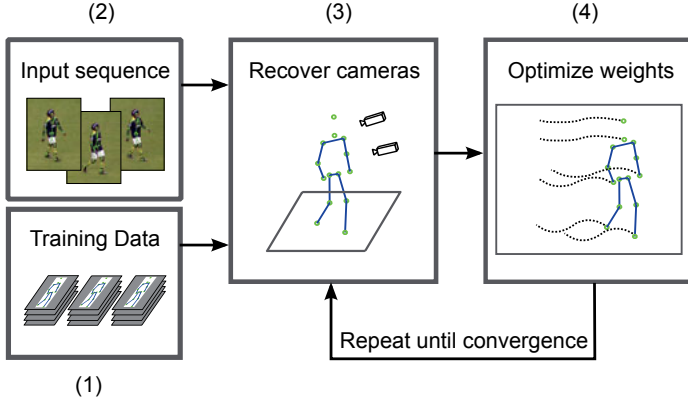 (2)
(3)
(4)
Input sequence
Recover cameras
Optimize weights
Training Data
Repeat until convergence
(1)